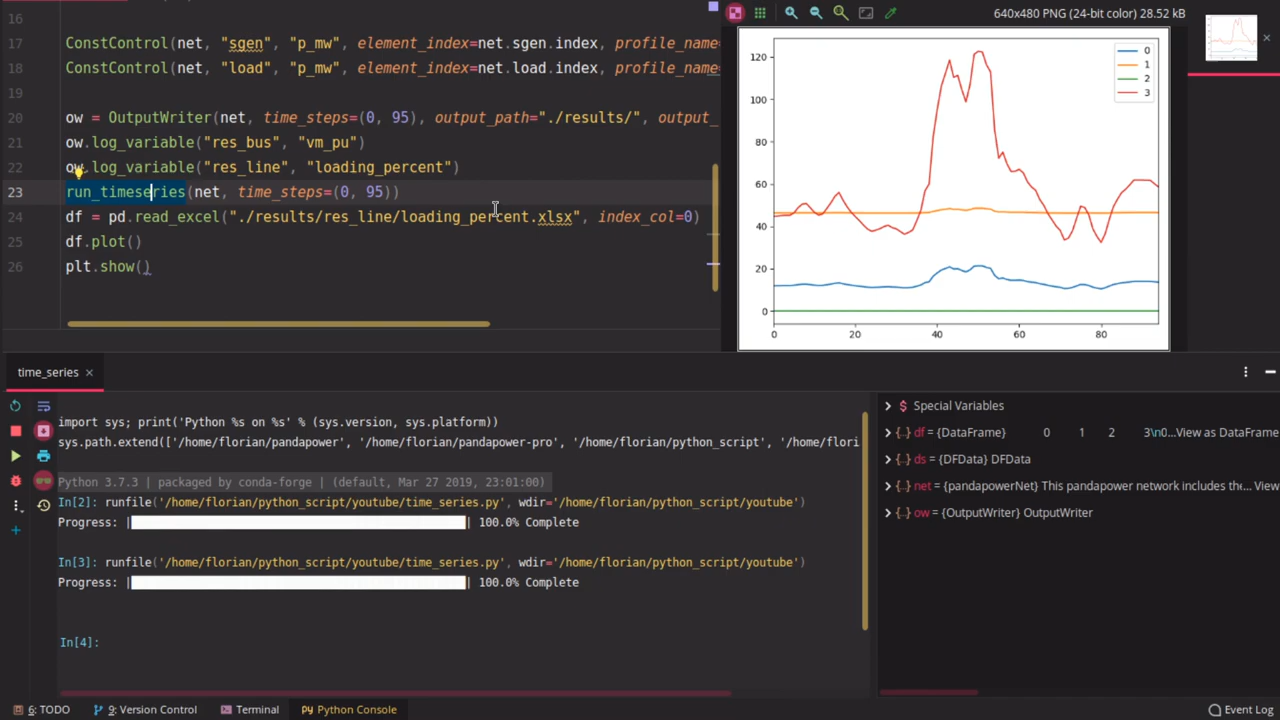 16
17 ConstControl(net, "sgen", "p_mw", element_index=net.sgen.index, profile_name=
18 ConstControl(net, "load", "p_mw", element_index=net.load.index, profile_name=
19
20 ow = OutputWriter(net, time_steps=(0, 95), output_path="./results/", output_
21 ow.log_variable("res_bus", "vm_pu")
22 ow.log_variable("res_line", "loading_percent")
23 run_timeseries(net, time_steps=(0, 95))
24 df = pd.read_excel("./results/res_line/loading_percent.xlsx", index_col=0)
25 df.plot()
26 plt.show()
640x480 PNG (24-bit color) 28.52 kB
120
100
80
60
40
20
0
0 20 40 60 80
0
1
2
3
time_series
import sys; print('Python %s on %s' % (sys.version, sys.platform))
sys.path.extend(['/home/florian/pandapower', '/home/florian/pandapower-pro', '/home/florian/python_script', '/home/flori
Python 3.7.3 | packaged by conda-forge | (default, Mar 27 2019, 23:01:00)
In[2]: runfile('/home/florian/python_script/youtube/time_series.py', wdir='/home/florian/python_script/youtube')
Progress: | | 100.0% Complete
In[3]: runfile('/home/florian/python_script/youtube/time_series.py', wdir='/home/florian/python_script/youtube')
Progress: | | 100.0% Complete
In[4]:
Special Variables
df = {DataFrame} 0 1 2 3\n0...View as DataFrame
ds = {DFData} DFData
net = {pandapowerNet} This pandapower network includes th... View
ow = {OutputWriter} OutputWriter
6: TODO 9: Version Control Terminal Python Console Event Log